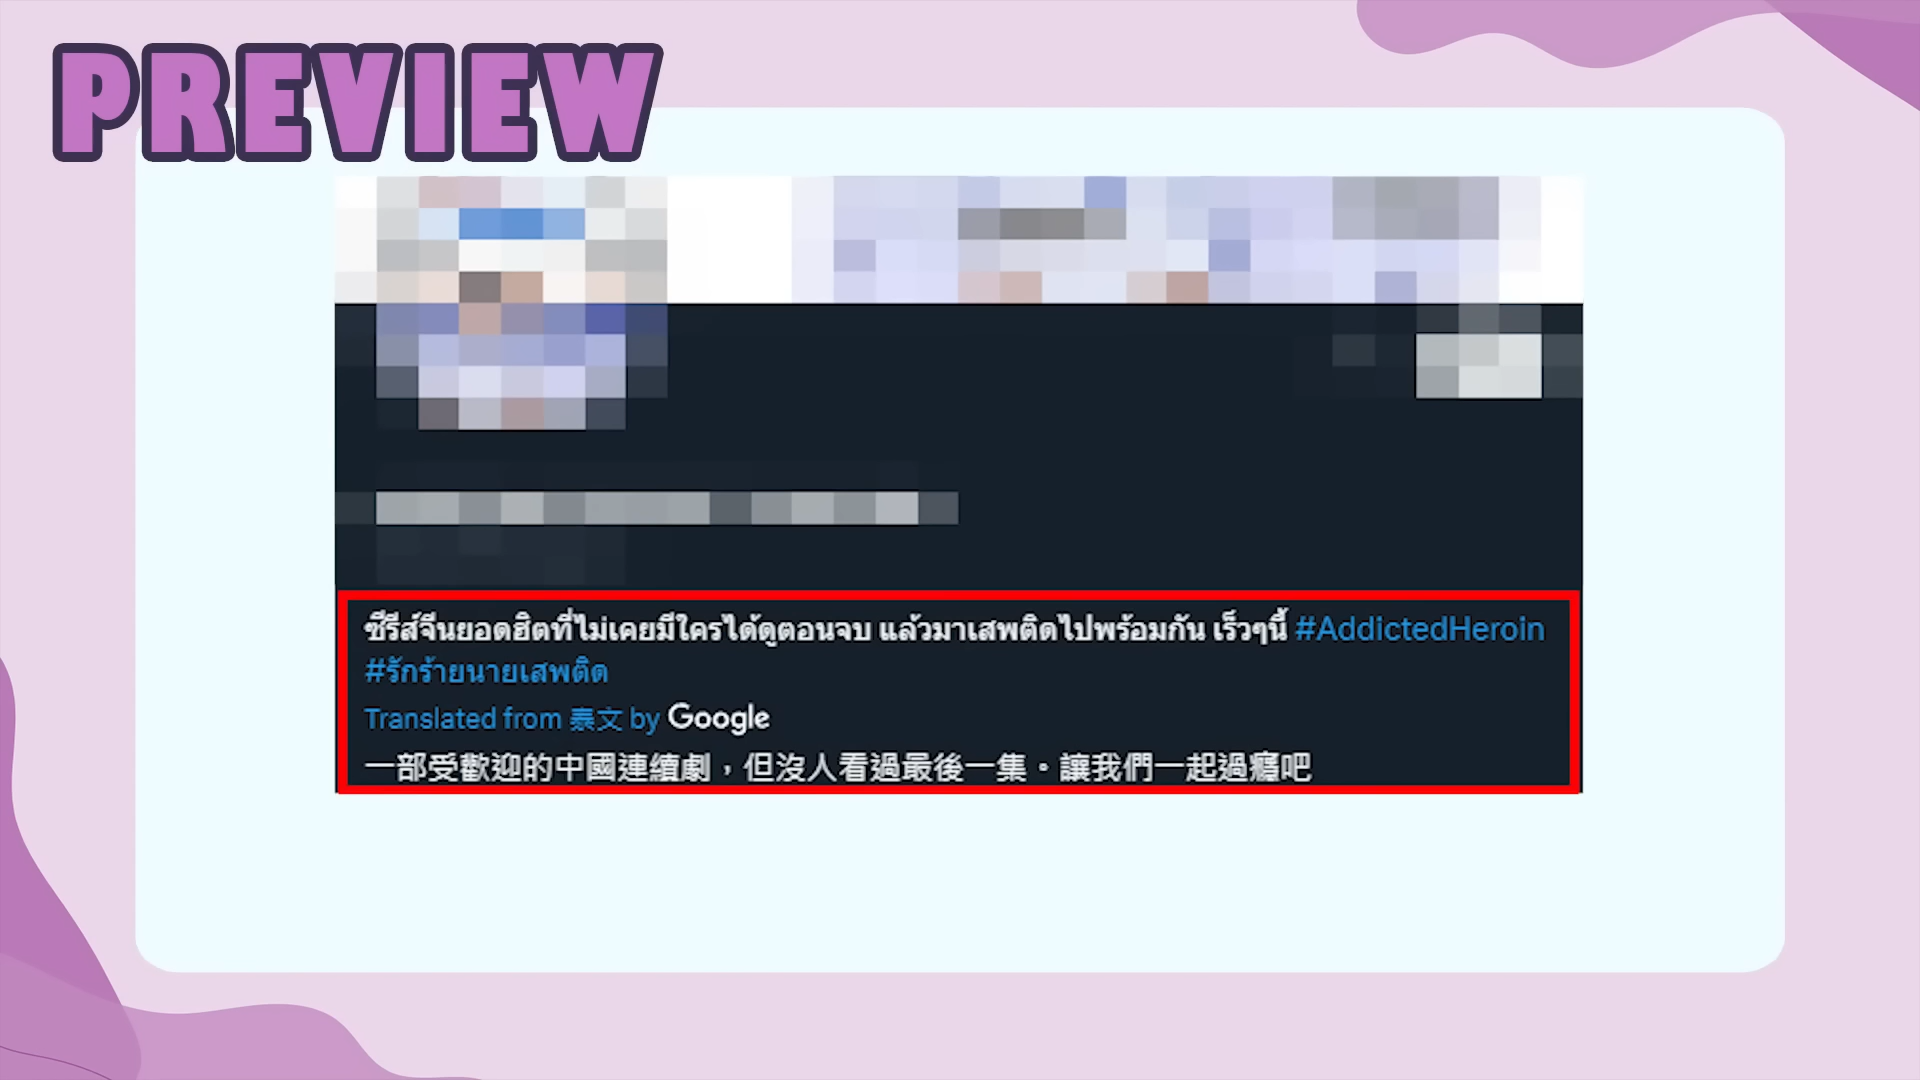 PREVIEW
ซีรีส์จีนยอดฮิตที่ไม่เคยมีใครได้ดูตอนจบ แล้วมาเสพติดไปพร้อมกัน เร็วๆนี้ #AddictedHeroin
#รักร้ายนายเสพติด
Translated from 泰文 by Google
一部受歡迎的中國連續劇，但沒人看過最後一集。讓我們一起過癮吧